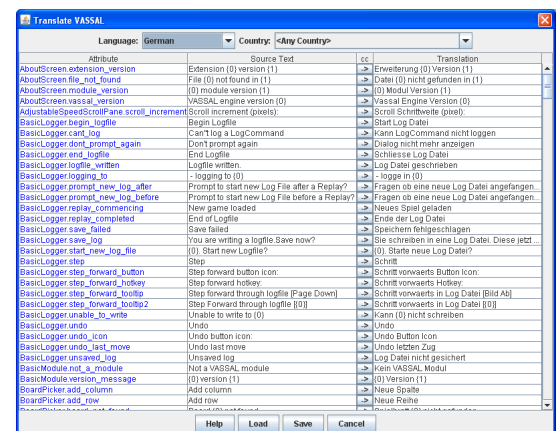 Translate VASSAL
Language: German Country: <Any Country>
Attribute Source Text cc Translation
AboutScreen.extension_version Extension {0} version {1} -> Erweiterung {0} Version {1}
AboutScreen.file_not_found File {0} not found in {1} -> Datei {0} nicht gefunden in {1}
AboutScreen.module_version {0} module version {1} -> {0} Modul Version {1}
AboutScreen.vassal_version VASSAL engine version {0} -> Vassal Engine Version {0}
AdjustableSpeedScrollPane.scroll_increment Scroll increment (pixels): -> Scroll Schrittweite (pixel):
BasicLogger.begin_logfile Begin Logfile -> Start Log Datei
BasicLogger.cant_log Can''t log a LogCommand -> Kann LogCommand nicht loggen
BasicLogger.dont_prompt_again Don't prompt again -> Dialog nicht mehr anzeigen
BasicLogger.end_logfile End Logfile -> Schliesse Log Datei
BasicLogger.logfile_written Logfile written. -> Log Datei geschrieben
BasicLogger.logging_to - logging to {0} -> - logge in {0}
BasicLogger.prompt_new_log_after Prompt to start new Log File after a Replay? -> Fragen ob eine neue Log Datei angefangen...
BasicLogger.prompt_new_log_before Prompt to start new Log File before a Replay? -> Fragen ob eine neue Log Datei angefangen...
BasicLogger.replay_commencing New game loaded -> Neues Spiel geladen
BasicLogger.replay_completed End of Logfile -> Ende der Log Datei
BasicLogger.save_failed Save failed -> Speichern fehlgeschlagen
BasicLogger.save_log You are writing a logfile.Save now? -> Sie schreiben in eine Log Datei. Diese jetzt ...
BasicLogger.start_new_log_file {0}. Start new Logfile? -> {0}. Starte neue Log Datei?
BasicLogger.step Step -> Schritt
BasicLogger.step_forward_button Step forward button icon: -> Schritt vorwaerts Button Icon:
BasicLogger.step_forward_hotkey Step forward hotkey: -> Schritt vorwaerts Hotkey:
BasicLogger.step_forward_tooltip Step forward through logfile [Page Down] -> Schritt vorwaerts in Log Datei [Bild Ab]
BasicLogger.step_forward_tooltip2 Step Forward through logfile [{0}] -> Schritt vorwaerts in Log Datei [{0}]
BasicLogger.unable_to_write Unable to write to {0} -> Kann {0} nicht schreiben
BasicLogger.undo Undo -> Undo
BasicLogger.undo_icon Undo button icon: -> Undo Button Icon
BasicLogger.undo_last_move Undo last move -> Undo letzten Zug
BasicLogger.unsaved_log Unsaved log -> Log Datei nicht gesichert
BasicModule.not_a_module Not a VASSAL module -> Kein VASSAL Modul
BasicModule.version_message {0} version {1} -> {0} Version {1}
BoardPicker.add_column Add column -> Neue Spalte
BoardPicker.add_row Add row -> Neue Reihe
Help Load Save Cancel